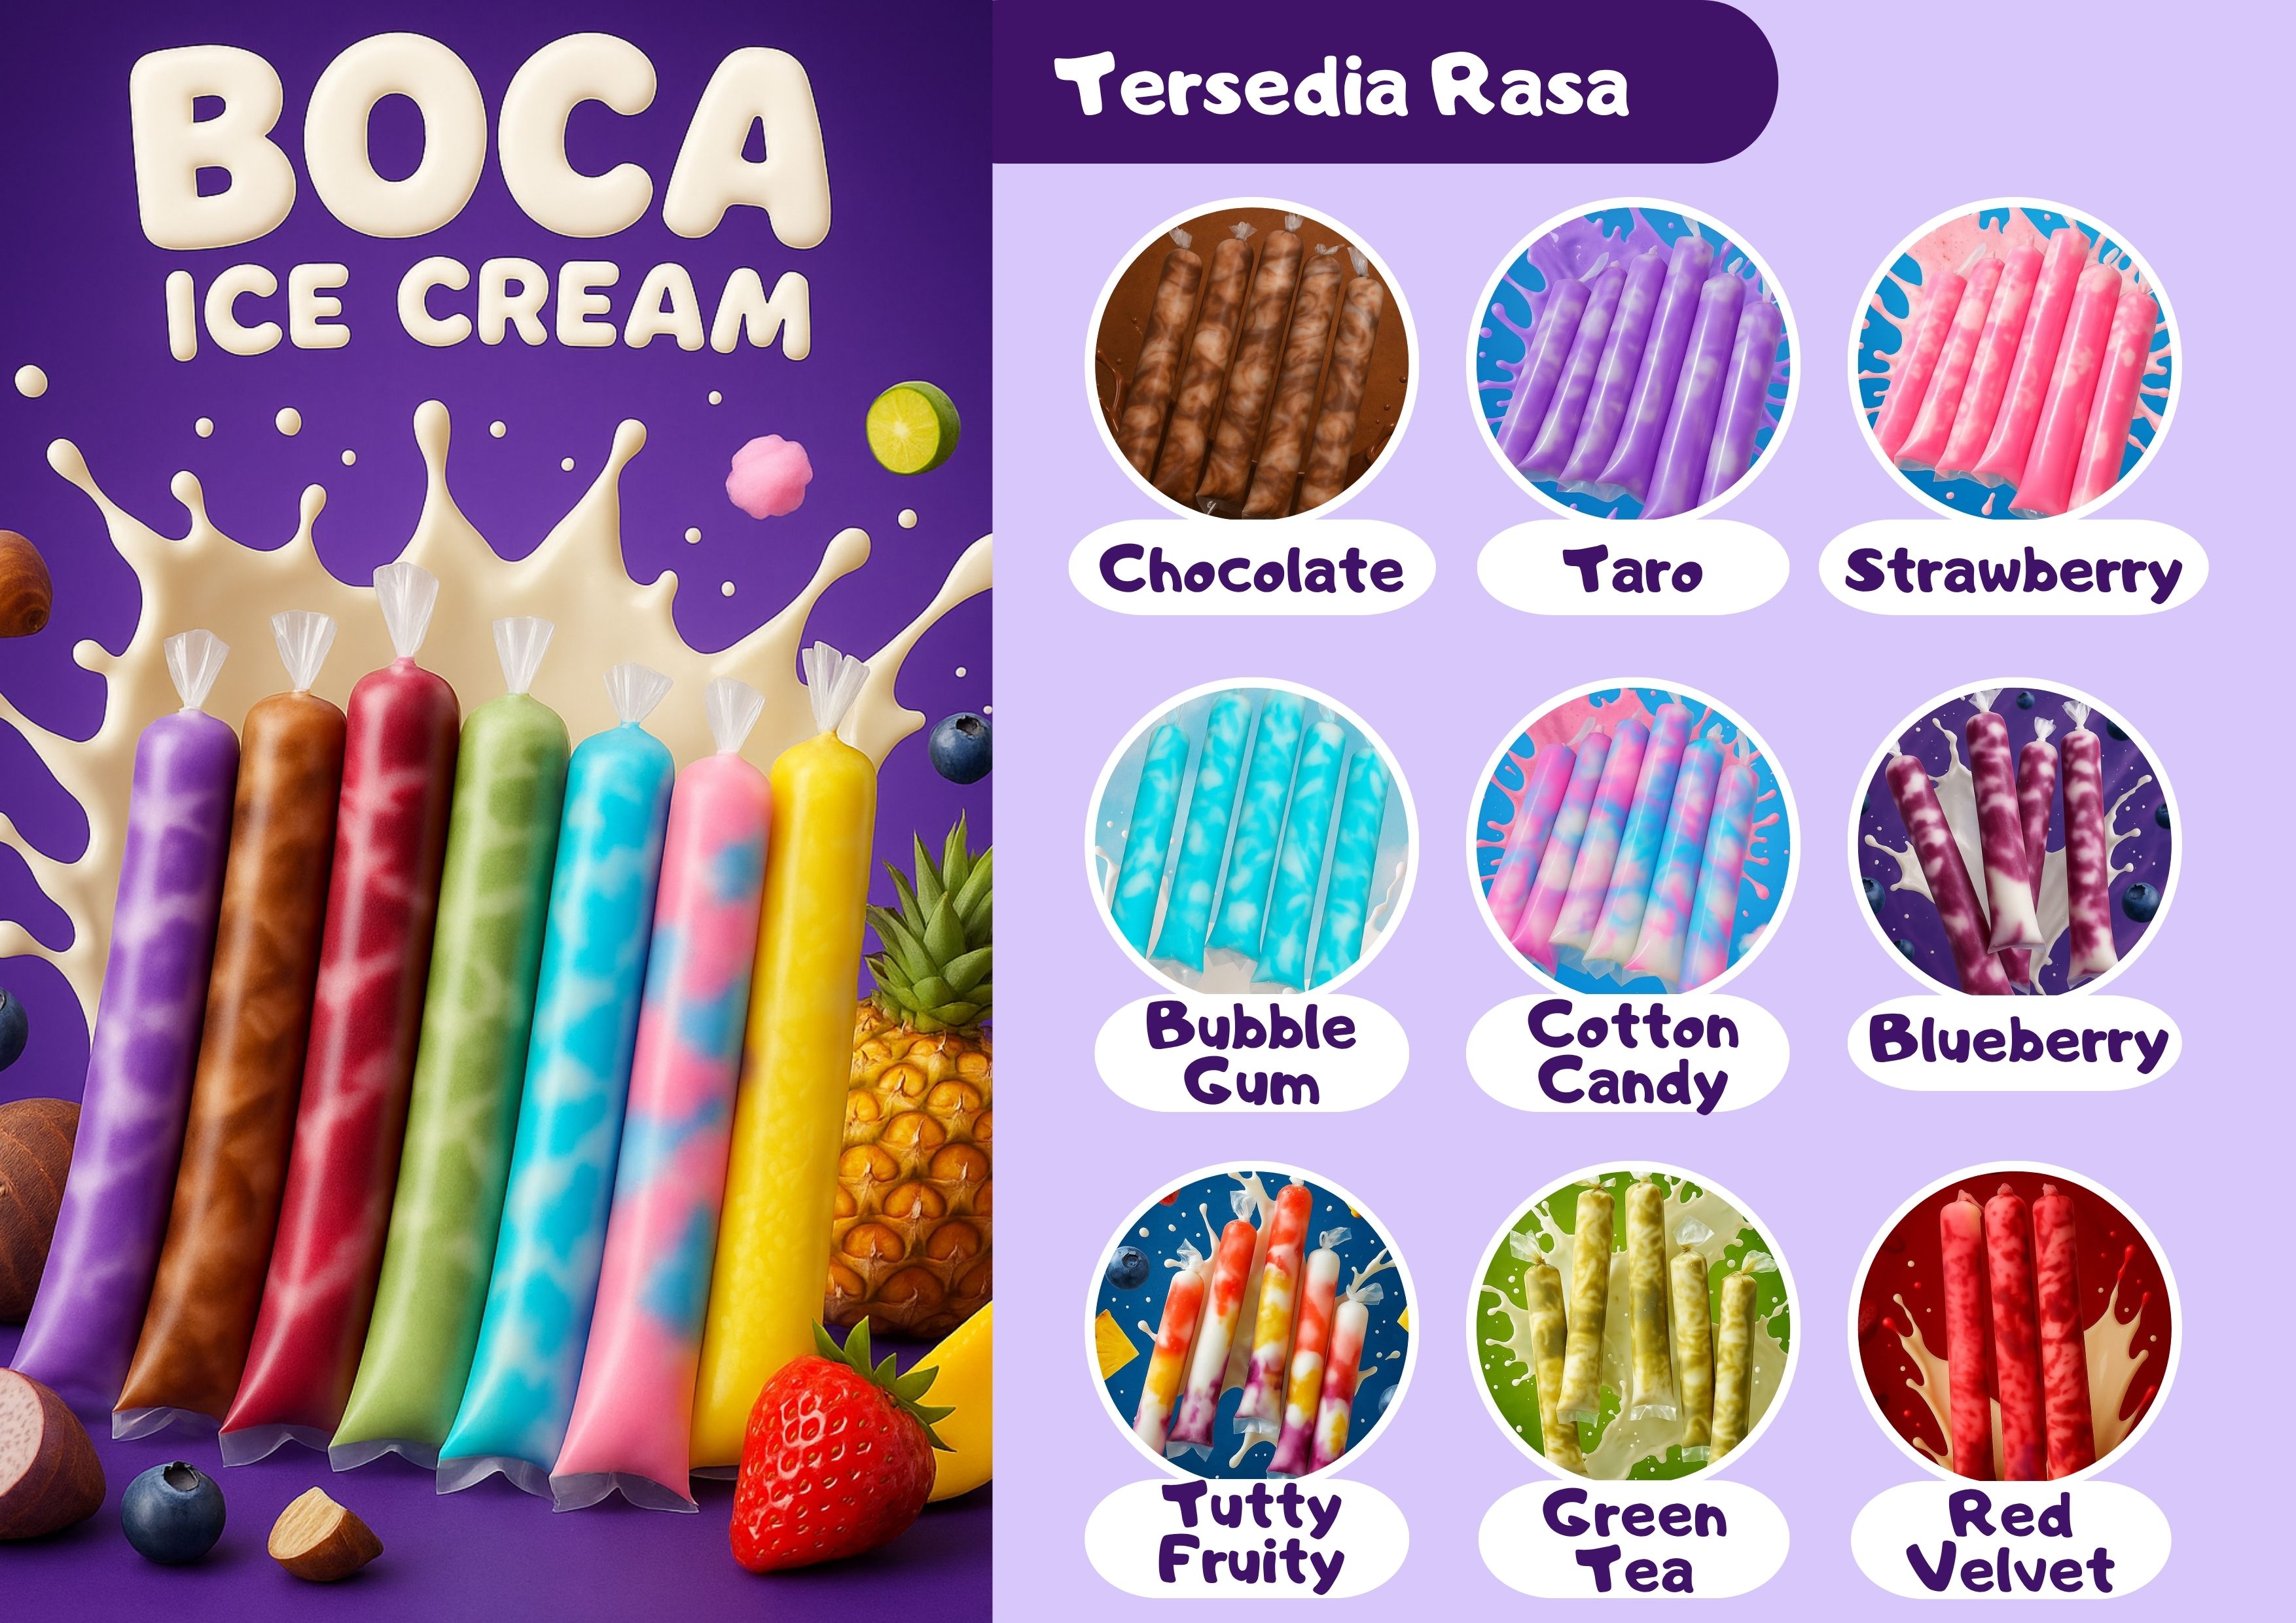 BOCA
ICE CREAM
Tersedia Rasa
Chocolate
Taro
Strawberry
Bubble
Gum
Cotton
Candy
Blueberry
Tutty
Fruity
Green
Tea
Red
Velvet